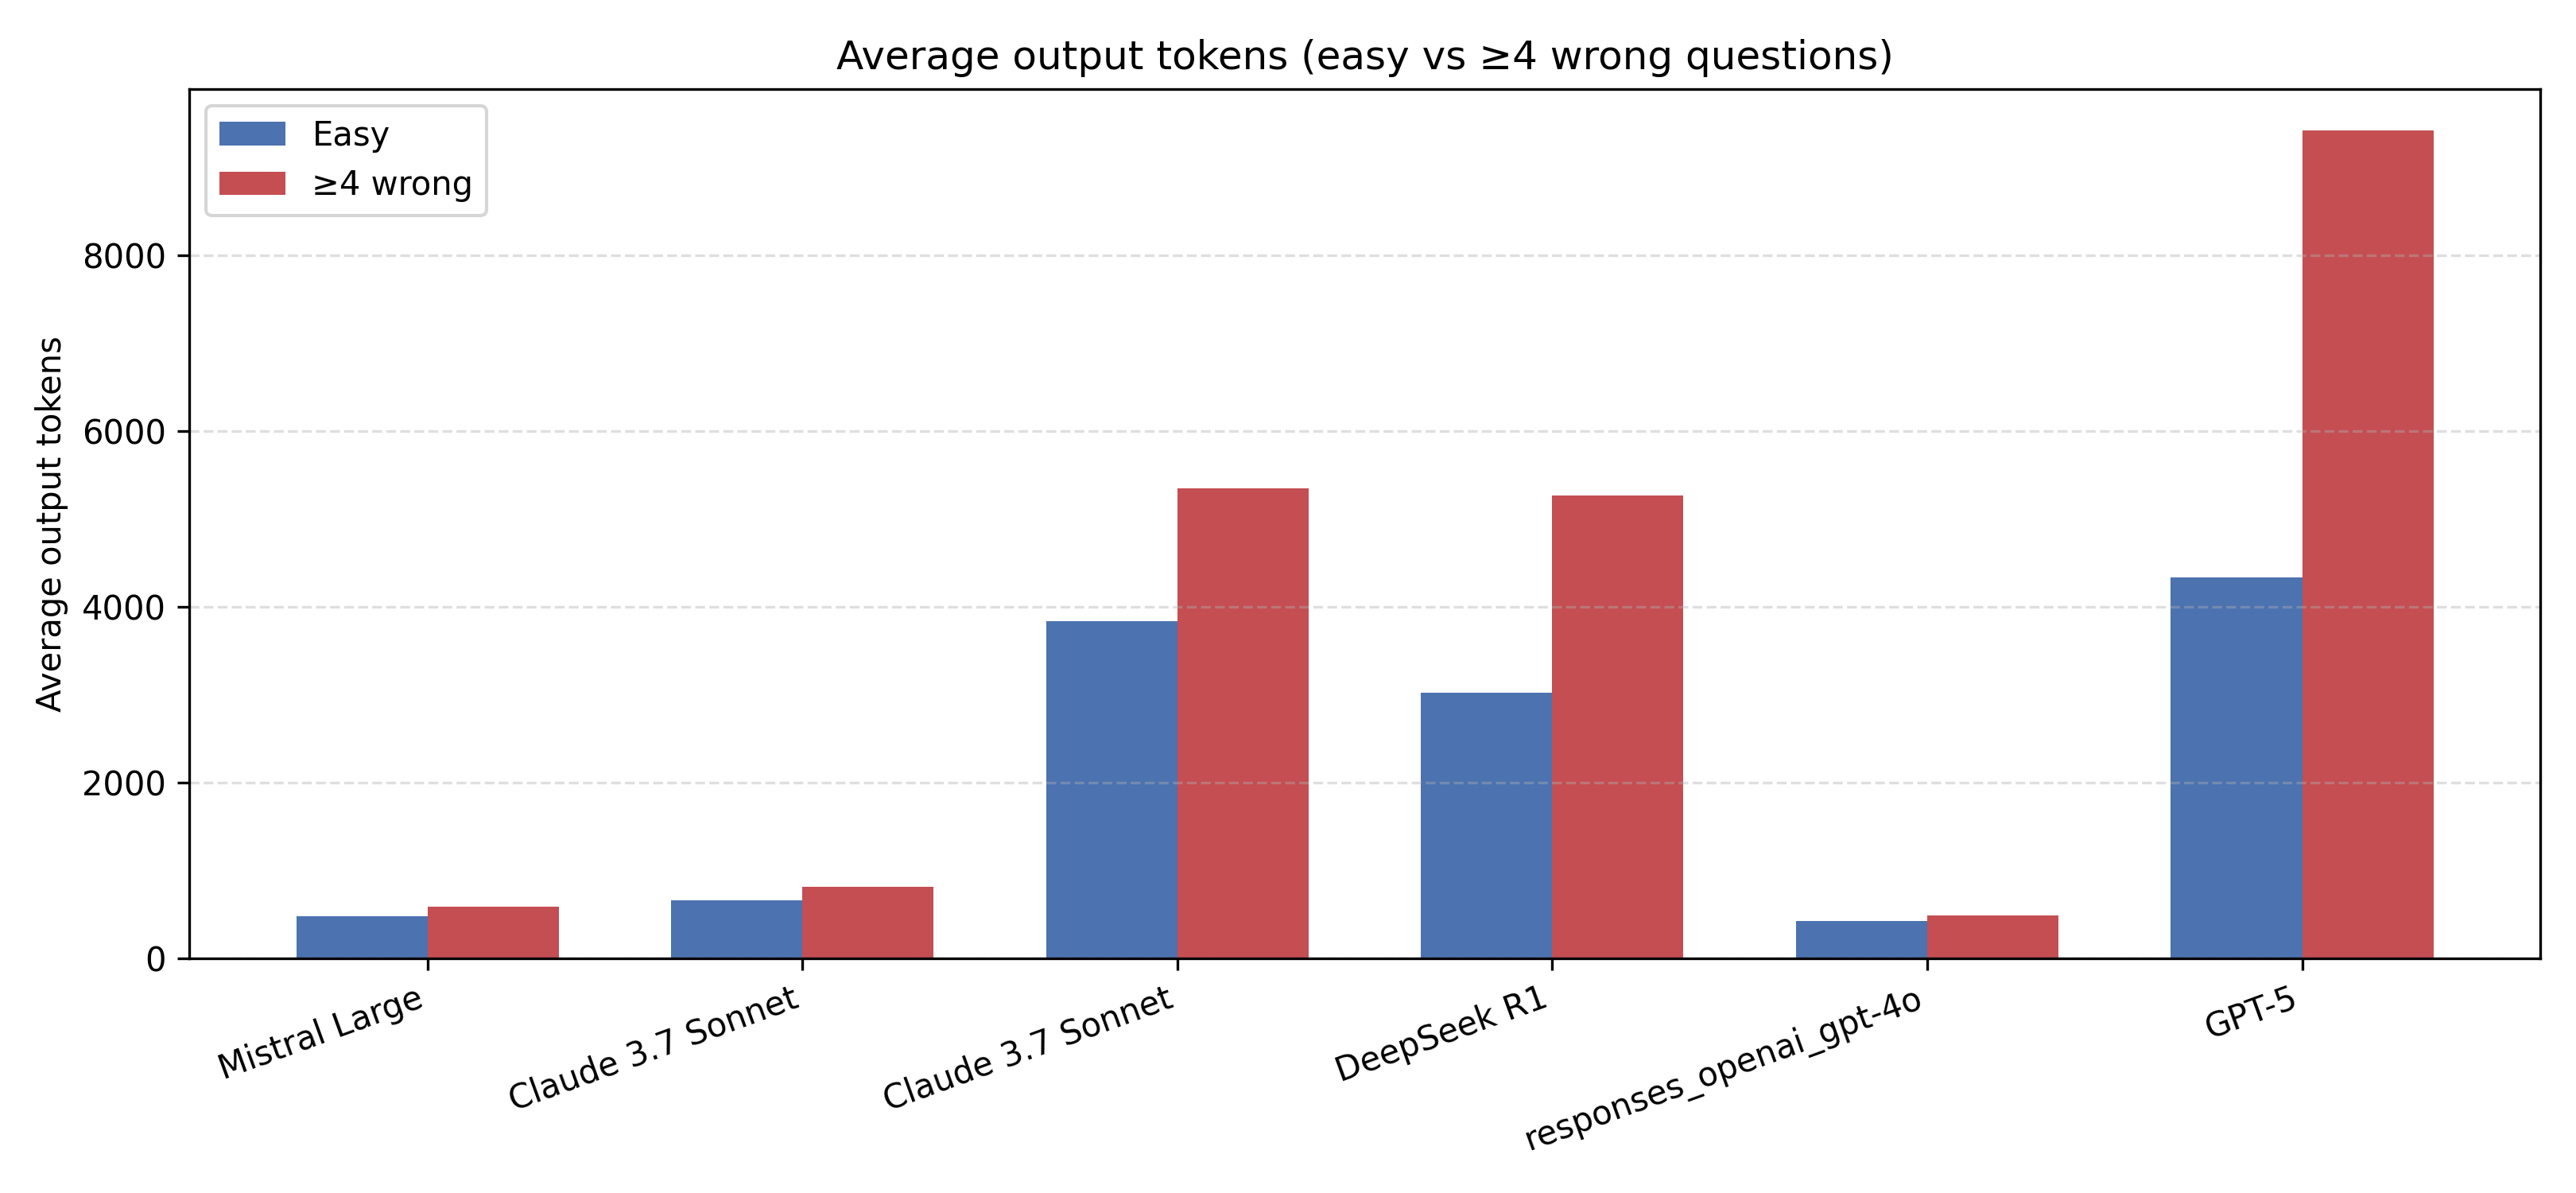 Average output tokens (easy vs ≥4 wrong questions)
Easy
≥4 wrong
Average output tokens
8000
6000
4000
2000
0
Mistral Large
Claude 3.7 Sonnet
Claude 3.7 Sonnet
DeepSeek R1
responses_openai_gpt-4o
GPT-5